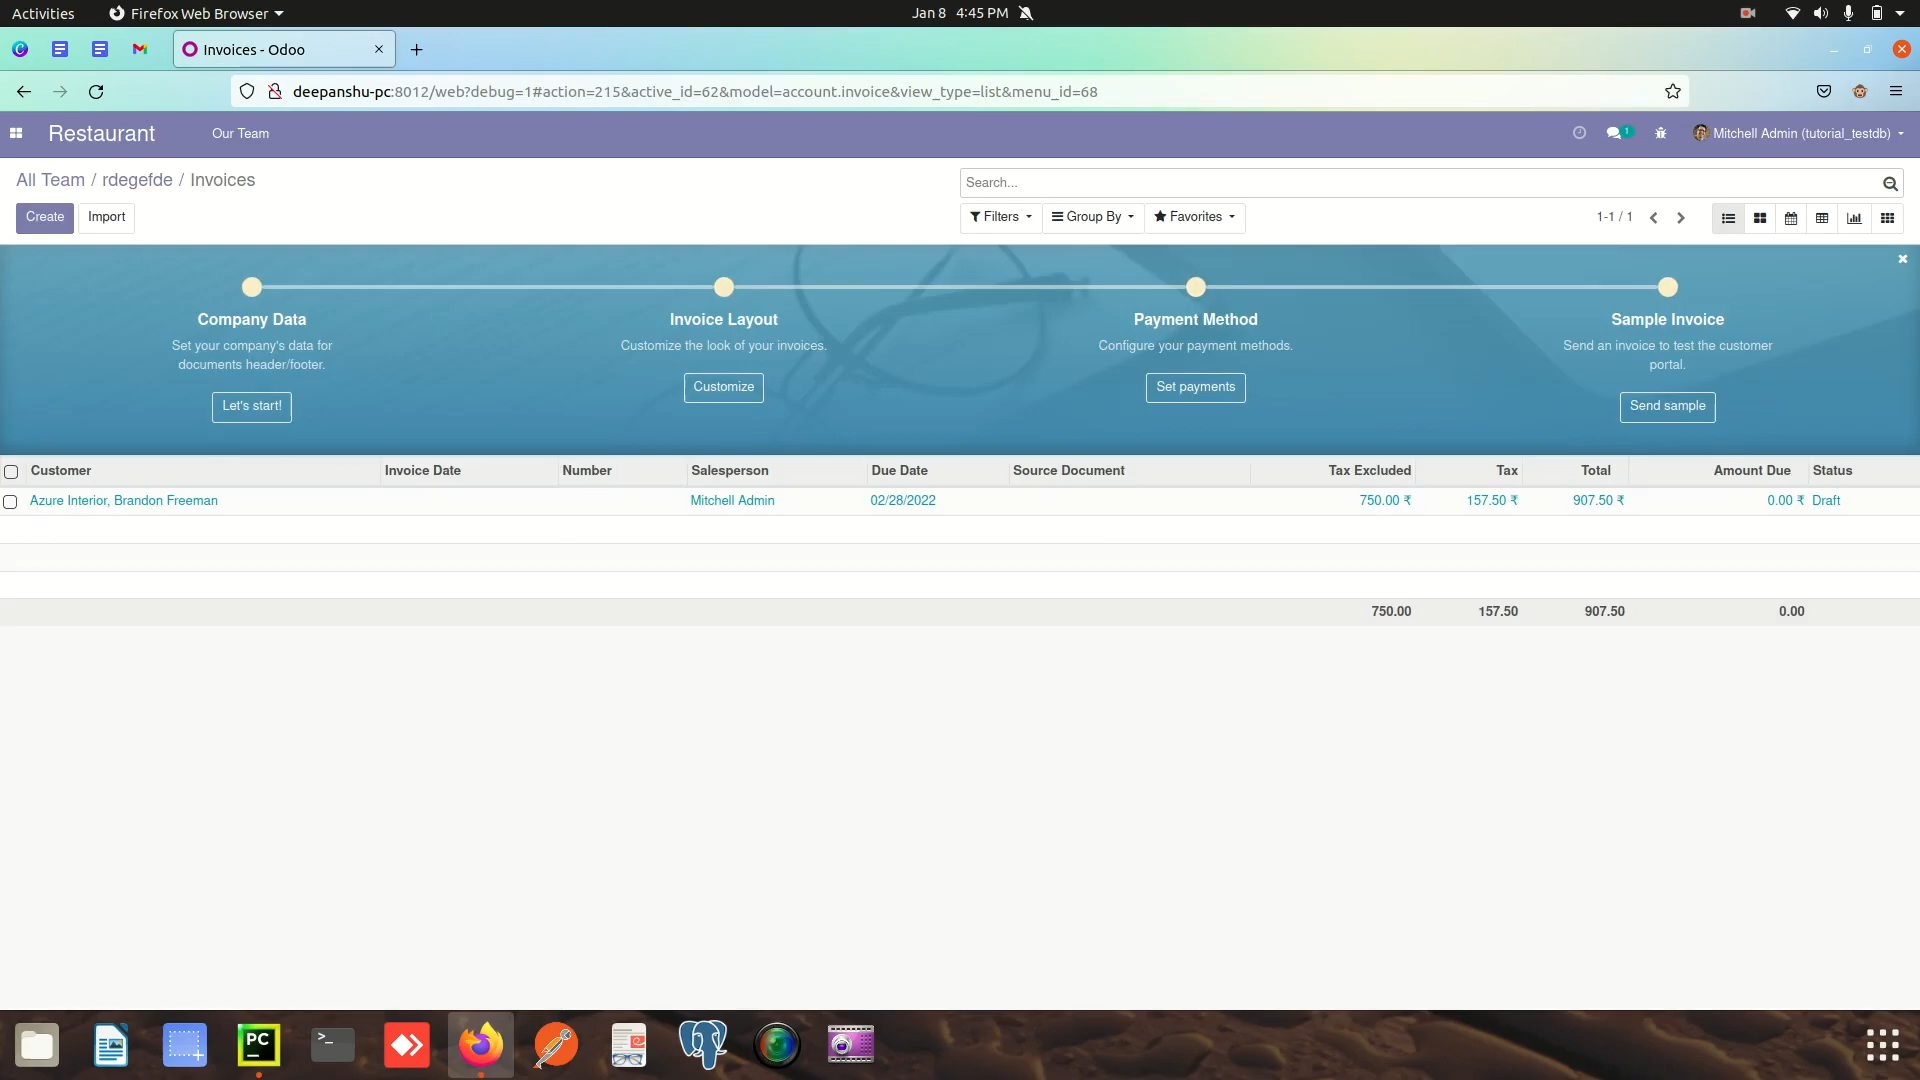 Activities Firefox Web Browser Jan 8 4:45 PM
Invoices - Odoo
deepanshu-pc:8012/web?debug=1#action=215&active_id=62&model=account.invoice&view_type=list&menu_id=68
Restaurant Our Team 1 Mitchell Admin (tutorial_testdb)
All Team / rdegefde / Invoices Search...
Create Import Filters Group By Favorites 1-1 / 1
Company Data Invoice Layout Payment Method Sample Invoice
Set your company's data for Customize the look of your invoices. Configure your payment methods. Send an invoice to test the customer
documents header/footer. portal.
Customize Set payments
Let's start! Send sample
Customer Invoice Date Number Salesperson Due Date Source Document Tax Excluded Tax Total Amount Due Status
Azure Interior, Brandon Freeman Mitchell Admin 02/28/2022 750.00 ₹ 157.50 ₹ 907.50 ₹ 0.00 ₹ Draft
750.00 157.50 907.50 0.00
PC